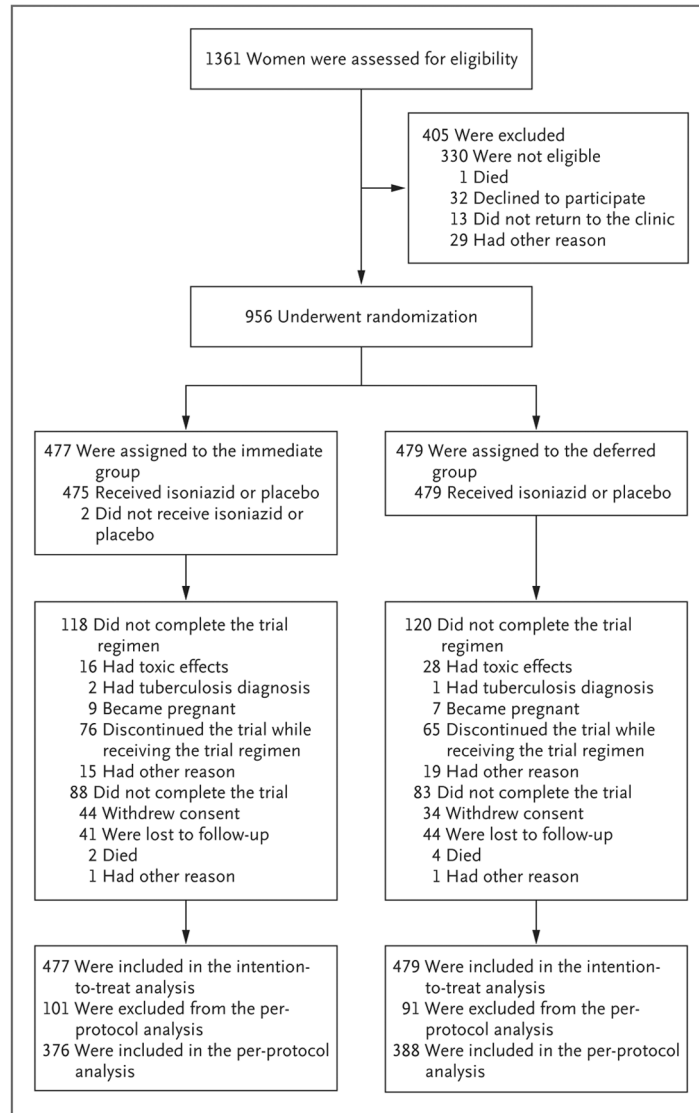 1361 Women were assessed for eligibility
405 Were excluded
330 Were not eligible
1 Died
32 Declined to participate
13 Did not return to the clinic
29 Had other reason
956 Underwent randomization
477 Were assigned to the immediate
group
475 Received isoniazid or placebo
2 Did not receive isoniazid or
placebo
479 Were assigned to the deferred
group
479 Received isoniazid or placebo
118 Did not complete the trial
regimen
16 Had toxic effects
2 Had tuberculosis diagnosis
9 Became pregnant
76 Discontinued the trial while
receiving the trial regimen
15 Had other reason
88 Did not complete the trial
44 Withdrew consent
41 Were lost to follow-up
2 Died
1 Had other reason
120 Did not complete the trial
regimen
28 Had toxic effects
1 Had tuberculosis diagnosis
7 Became pregnant
65 Discontinued the trial while
receiving the trial regimen
19 Had other reason
83 Did not complete the trial
34 Withdrew consent
44 Were lost to follow-up
4 Died
1 Had other reason
477 Were included in the intention-
to-treat analysis
101 Were excluded from the per-
protocol analysis
376 Were included in the per-protocol
analysis
479 Were included in the intention-
to-treat analysis
91 Were excluded from the per-
protocol analysis
388 Were included in the per-protocol
analysis